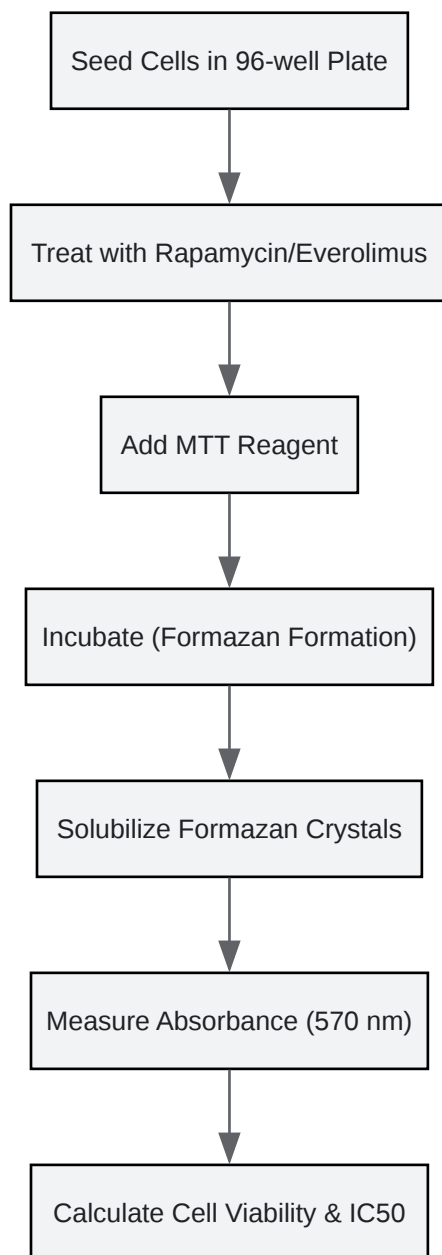 Seed Cells in 96-well Plate
Treat with Rapamycin/Everolimus
Add MTT Reagent
Incubate (Formazan Formation)
Solubilize Formazan Crystals
Measure Absorbance (570 nm)
Calculate Cell Viability & IC50